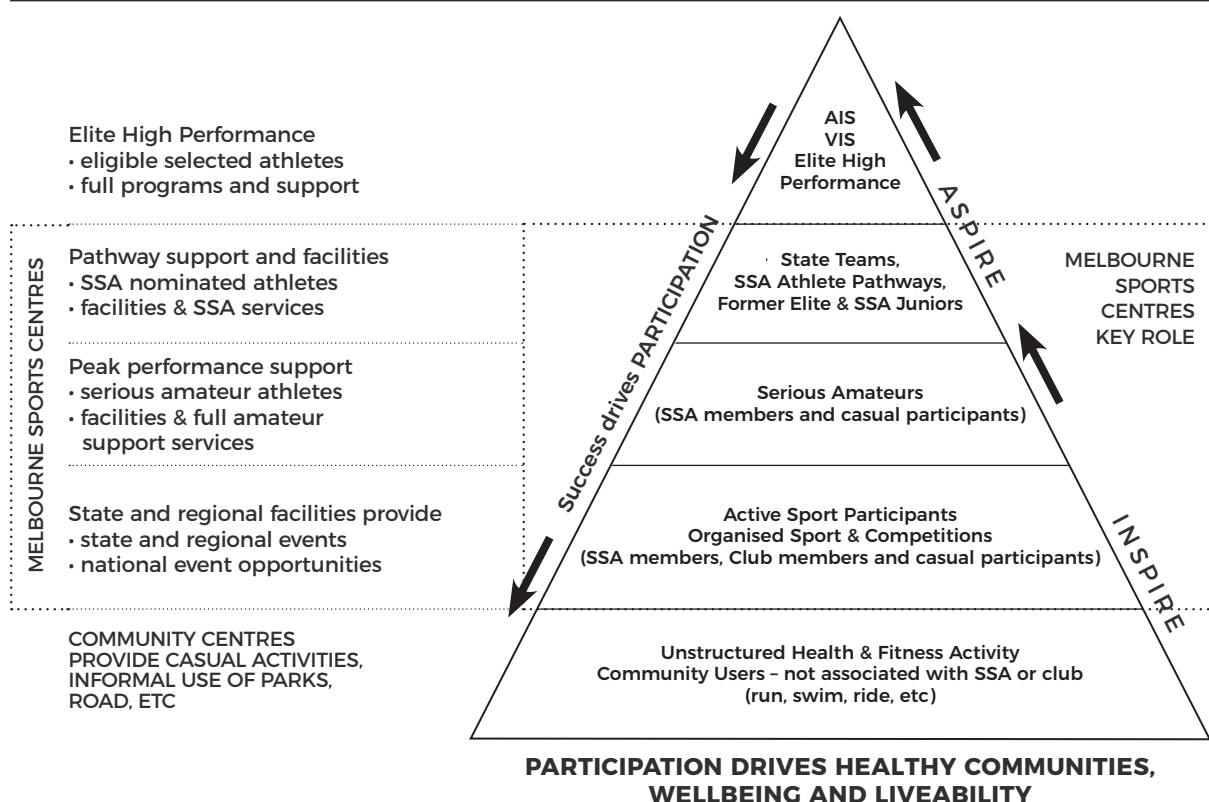 Elite High Performance
• eligible selected athletes
• full programs and support
MELBOURNE SPORTS CENTRES
Pathway support and facilities
• SSA nominated athletes
• facilities & SSA services
Peak performance support
• serious amateur athletes
• facilities & full amateur
support services
State and regional facilities provide
• state and regional events
• national event opportunities
COMMUNITY CENTRES
PROVIDE CASUAL ACTIVITIES,
INFORMAL USE OF PARKS,
ROAD, ETC
Success drives PARTICIPATION
AIS
VIS
Elite High
Performance
State Teams,
SSA Athlete Pathways,
Former Elite & SSA Juniors
Serious Amateurs
(SSA members and casual participants)
Active Sport Participants
Organised Sport & Competitions
(SSA members, Club members and casual participants)
Unstructured Health & Fitness Activity
Community Users – not associated with SSA or club
(run, swim, ride, etc)
ASPIRE
INSPIRE
MELBOURNE
SPORTS
CENTRES
KEY ROLE
PARTICIPATION DRIVES HEALTHY COMMUNITIES,
WELLBEING AND LIVEABILITY